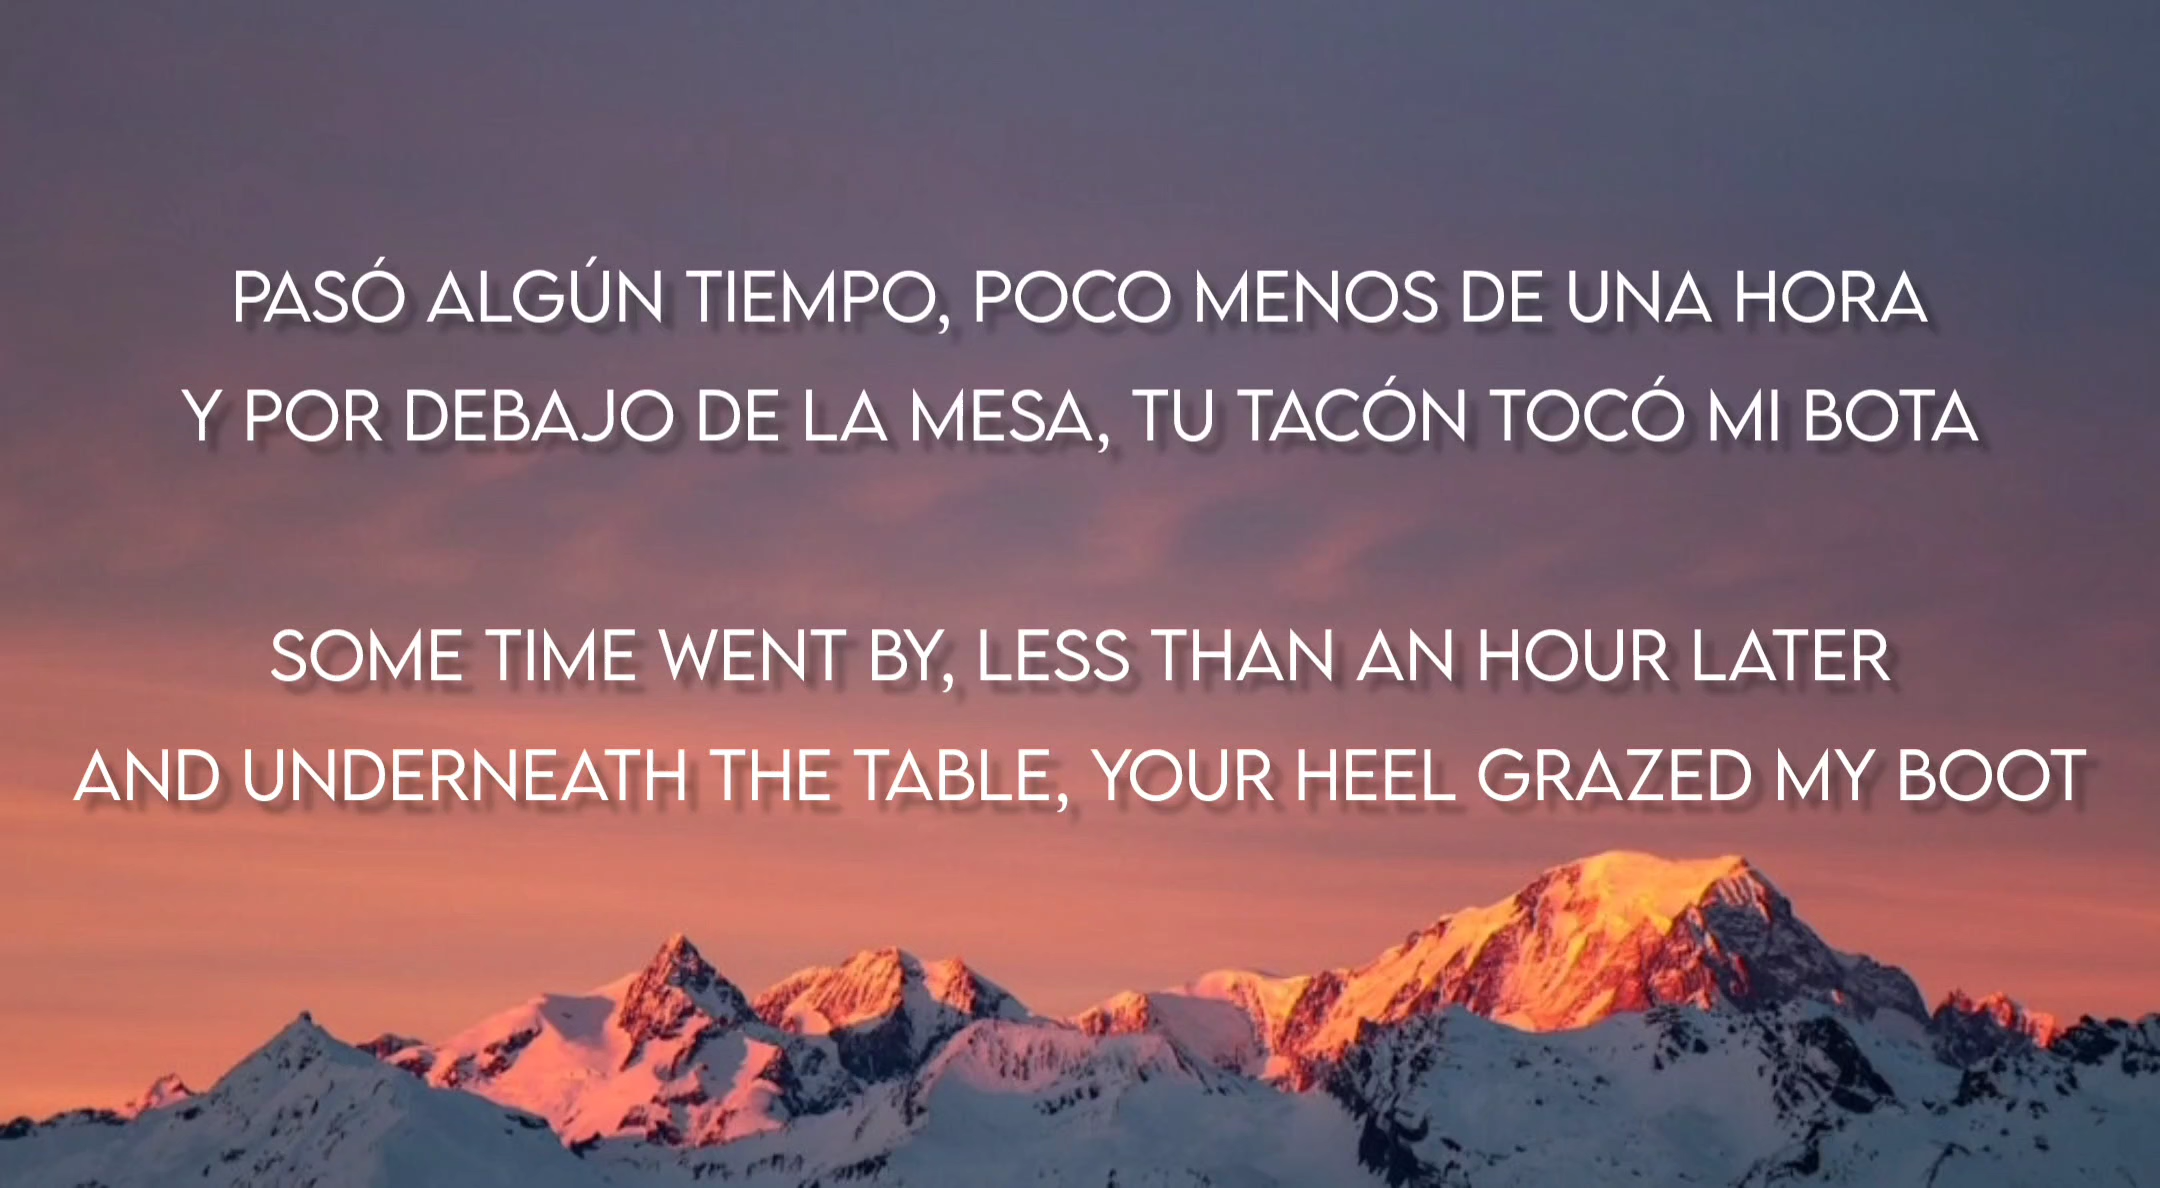 PASÓ ALGÚN TIEMPO, POCO MENOS DE UNA HORA
Y POR DEBAJO DE LA MESA, TU TACÓN TOCÓ MI BOTA
SOME TIME WENT BY, LESS THAN AN HOUR LATER
AND UNDERNEATH THE TABLE, YOUR HEEL GRAZED MY BOOT